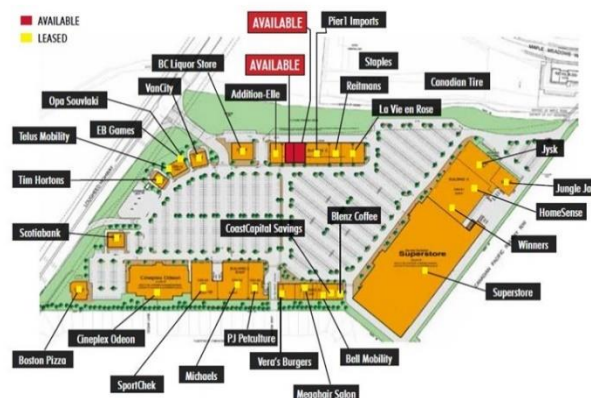 AVAILABLE
LEASED
AVAILABLE
Pier1 Imports
BC Liquor Store
AVAILABLE
Staples
VanCity
Addition-Elle
Reitmans
Canadian Tire
Opa Souvlaki
La Vie en Rose
EB Games
Telus Mobility
Jysk
Tim Hortons
Jungle Ja
HomeSense
CoastCapital Savings
Blenz Coffee
Scotiabank
Winners
Superstore
Cineplex Odeon
Superstore
Boston Pizza
Cineplex Odeon
PJ Petculture
Vera's Burgers
Bell Mobility
SportChek
Michaels
Megahair Salon